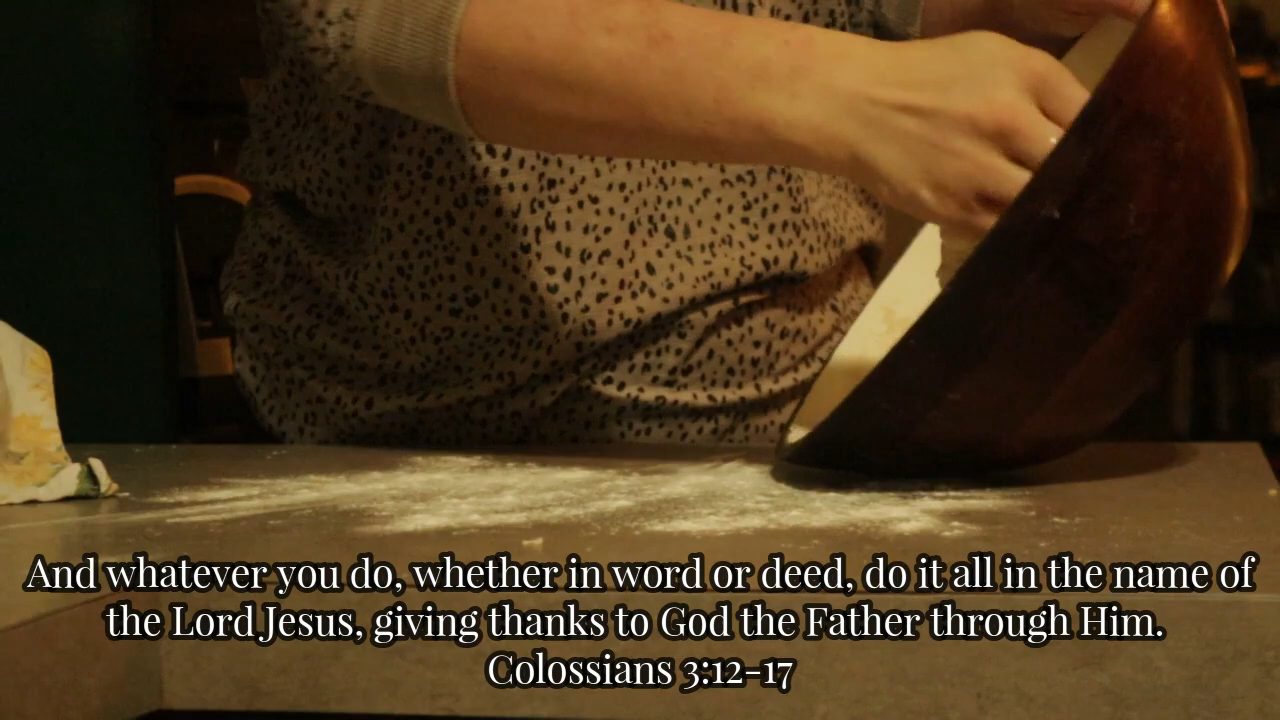 And whatever you do, whether in word or deed, do it all in the name of
the Lord Jesus, giving thanks to God the Father through Him.
Colossians 3:12-17